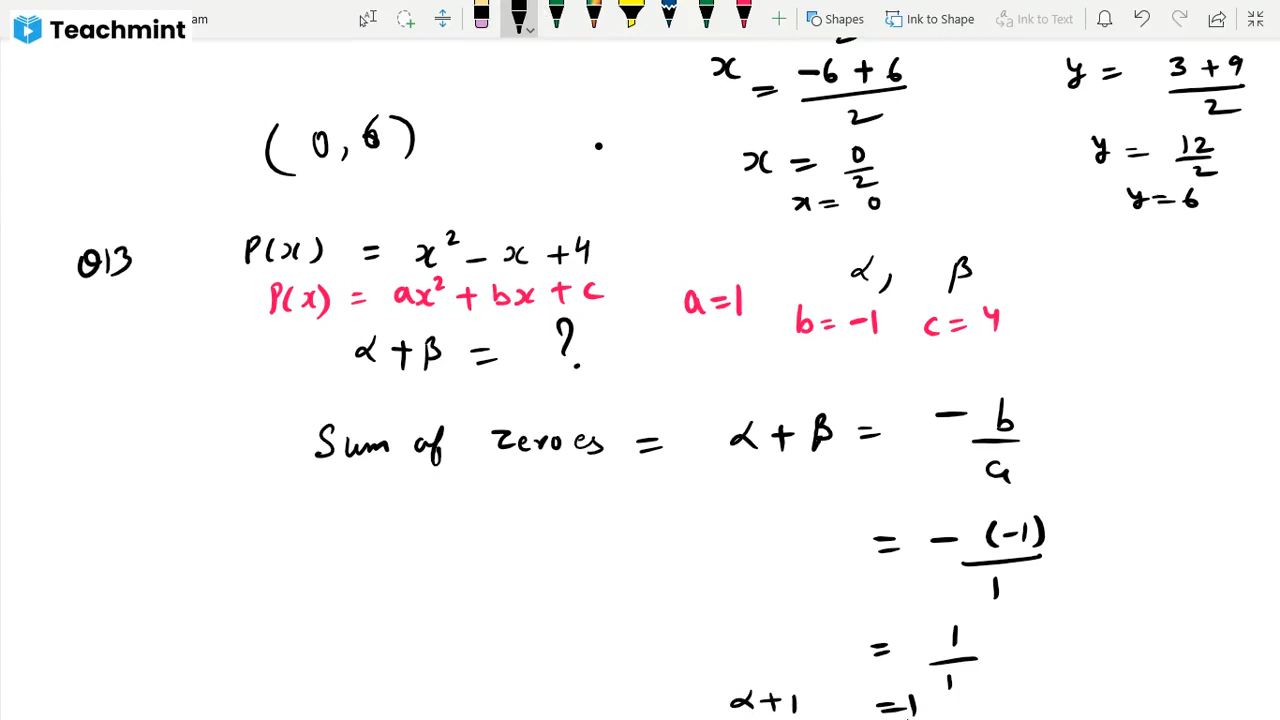 Teachmint
am
Shapes
Ink to Shape
Ink to Text
x = (-6 + 6)/2
y = (3 + 9)/2
(0, 6)
x = 0/2
y = 12/2
x = 0
y = 6
Q13 P(x) = x² - x + 4
α, β
P(x) = ax² + bx + c a = 1 b = -1 c = 4
α + β = ?
Sum of zeroes = α + β = -b/a
= -(-1)/1
= 1/1
α + 1 = 1